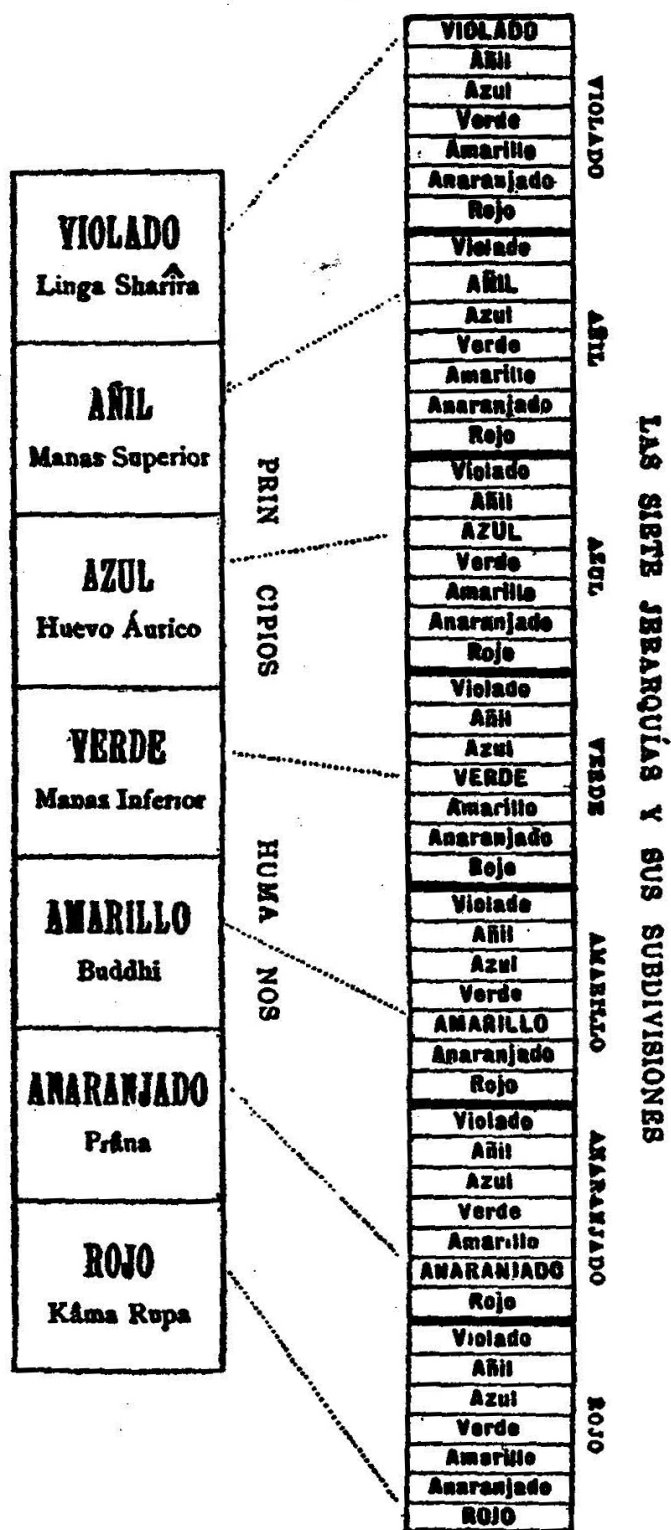 VIOLADO
Linga Sharîra
AÑIL
Manas Superior
AZUL
Huevo Áurico
VERDE
Manas Inferior
AMARILLO
Buddhi
ANARANJADO
Prâna
ROJO
Kâma Rupa
PRIN CIPIOS HUMA NOS
VIOLADO
Añil
Azul
Verde
Amarillo
Anaranjado
Rojo
VIOLADO
Violado
AÑIL
Azul
Verde
Amarillo
Anaranjado
Rojo
AÑIL
Violado
Añil
AZUL
Verde
Amarillo
Anaranjado
Rojo
AZUL
Violado
Añil
Azul
VERDE
Amarillo
Anaranjado
Rojo
VERDE
Violado
Añil
Azul
Verde
AMARILLO
Anaranjado
Rojo
AMARILLO
Violado
Añil
Azul
Verde
Amarillo
ANARANJADO
Rojo
ANARANJADO
Violado
Añil
Azul
Verde
Amarillo
Anaranjado
ROJO
ROJO
LAS SIETE JERARQUÍAS Y SUS SUBDIVISIONES